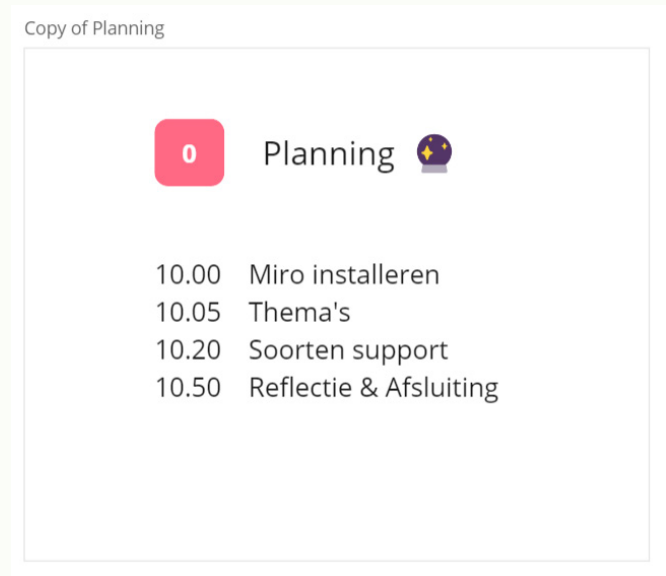 Copy of Planning
0 Planning
10.00 Miro installeren
10.05 Thema's
10.20 Soorten support
10.50 Reflectie & Afsluiting